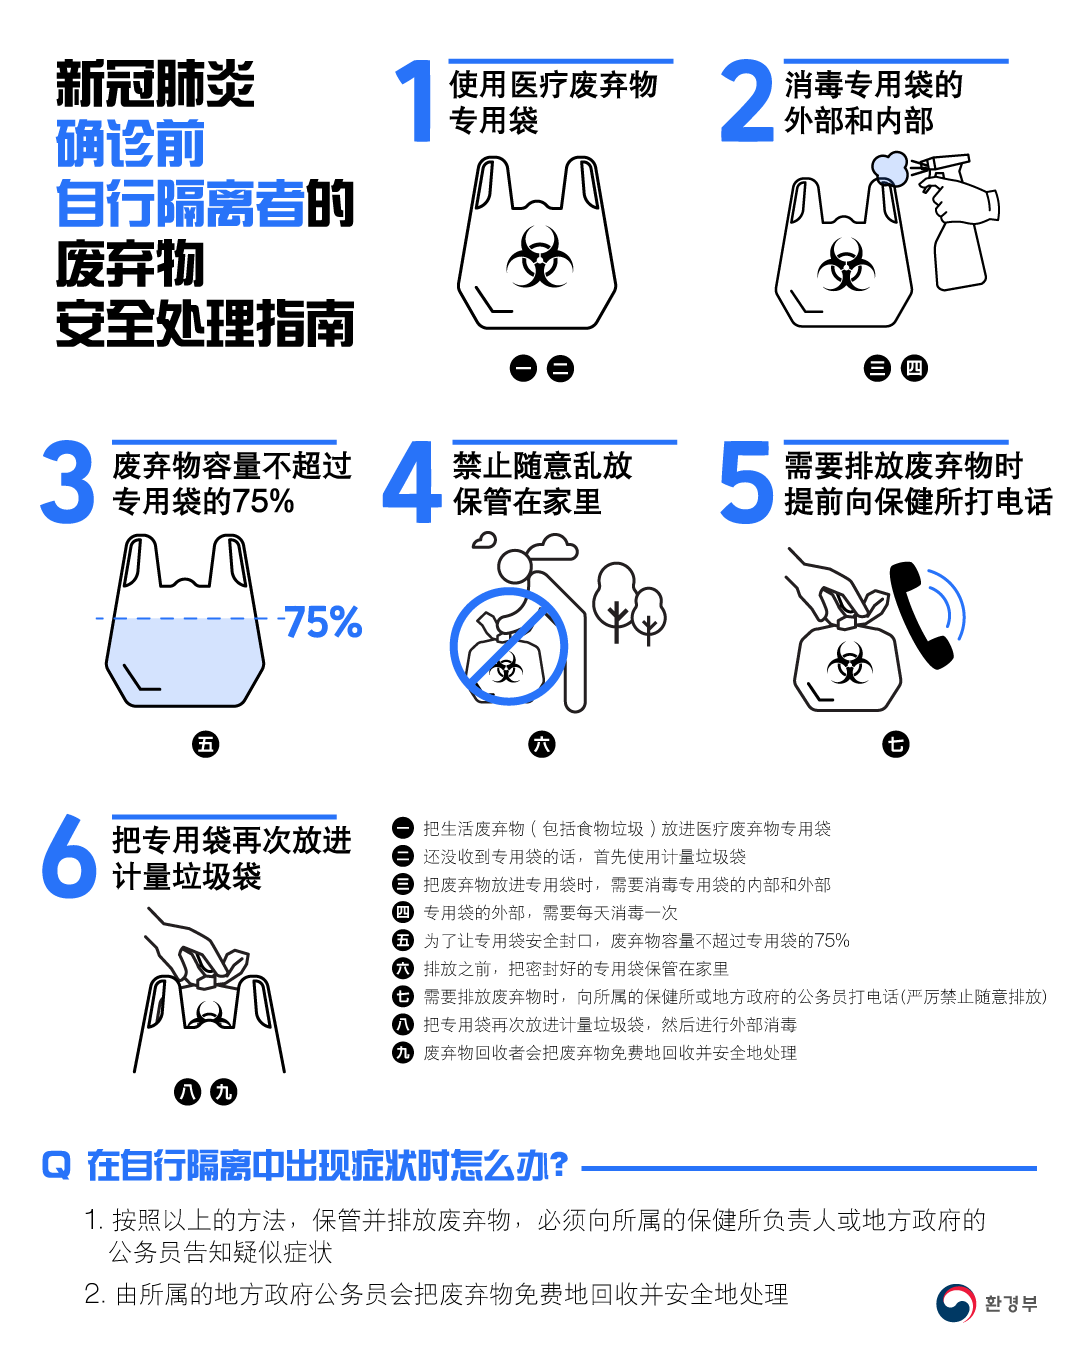 新冠肺炎
确诊前
自行隔离者的
废弃物
安全处理指南
1 使用医疗废弃物
专用袋
一 二
2 消毒专用袋的
外部和内部
三 四
3 废弃物容量不超过
专用袋的75%
75%
五
4 禁止随意乱放
保管在家里
六
5 需要排放废弃物时
提前向保健所打电话
七
6 把专用袋再次放进
计量垃圾袋
八 九
一 把生活废弃物（包括食物垃圾）放进医疗废弃物专用袋
二 还没收到专用袋的话，首先使用计量垃圾袋
三 把废弃物放进专用袋时，需要消毒专用袋的内部和外部
四 专用袋的外部，需要每天消毒一次
五 为了让专用袋安全封口，废弃物容量不超过专用袋的75%
六 排放之前，把密封好的专用袋保管在家里
七 需要排放废弃物时，向所属的保健所或地方政府的公务员打电话(严厉禁止随意排放)
八 把专用袋再次放进计量垃圾袋，然后进行外部消毒
九 废弃物回收者会把废弃物免费地回收并安全地处理
Q 在自行隔离中出现症状时怎么办?
1. 按照以上的方法，保管并排放废弃物，必须向所属的保健所负责人或地方政府的
公务员告知疑似症状
2. 由所属的地方政府公务员会把废弃物免费地回收并安全地处理
환경부